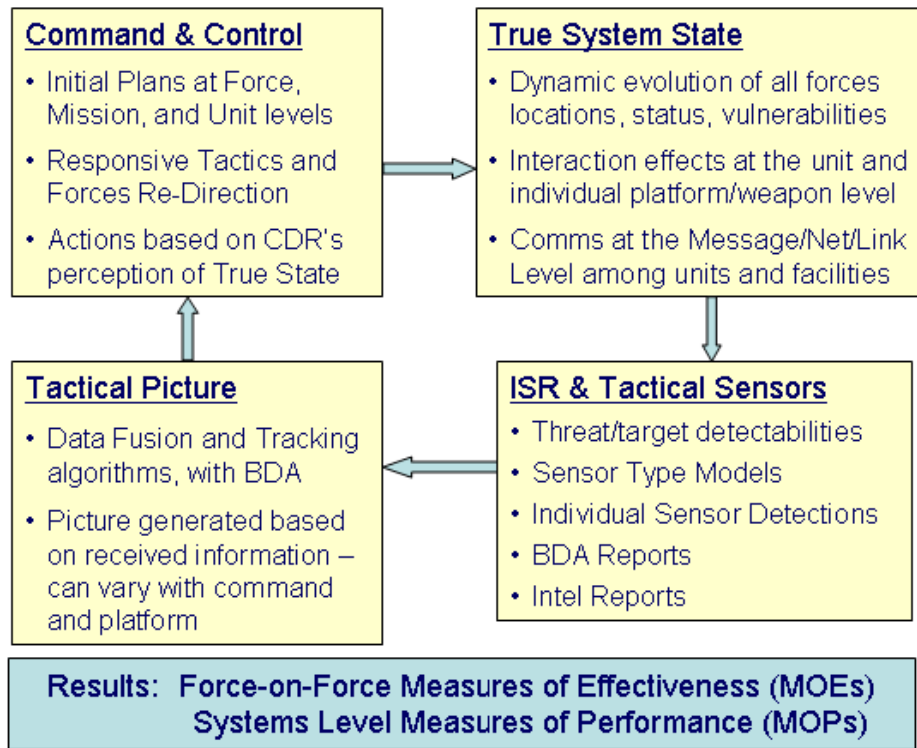 Command & Control
• Initial Plans at Force,
Mission, and Unit levels
• Responsive Tactics and
Forces Re-Direction
• Actions based on CDR's
perception of True State
True System State
• Dynamic evolution of all forces
locations, status, vulnerabilities
• Interaction effects at the unit and
individual platform/weapon level
• Comms at the Message/Net/Link
Level among units and facilities
ISR & Tactical Sensors
• Threat/target detectabilities
• Sensor Type Models
• Individual Sensor Detections
• BDA Reports
• Intel Reports
Tactical Picture
• Data Fusion and Tracking
algorithms, with BDA
• Picture generated based
on received information –
can vary with command
and platform
Results: Force-on-Force Measures of Effectiveness (MOEs)
Systems Level Measures of Performance (MOPs)